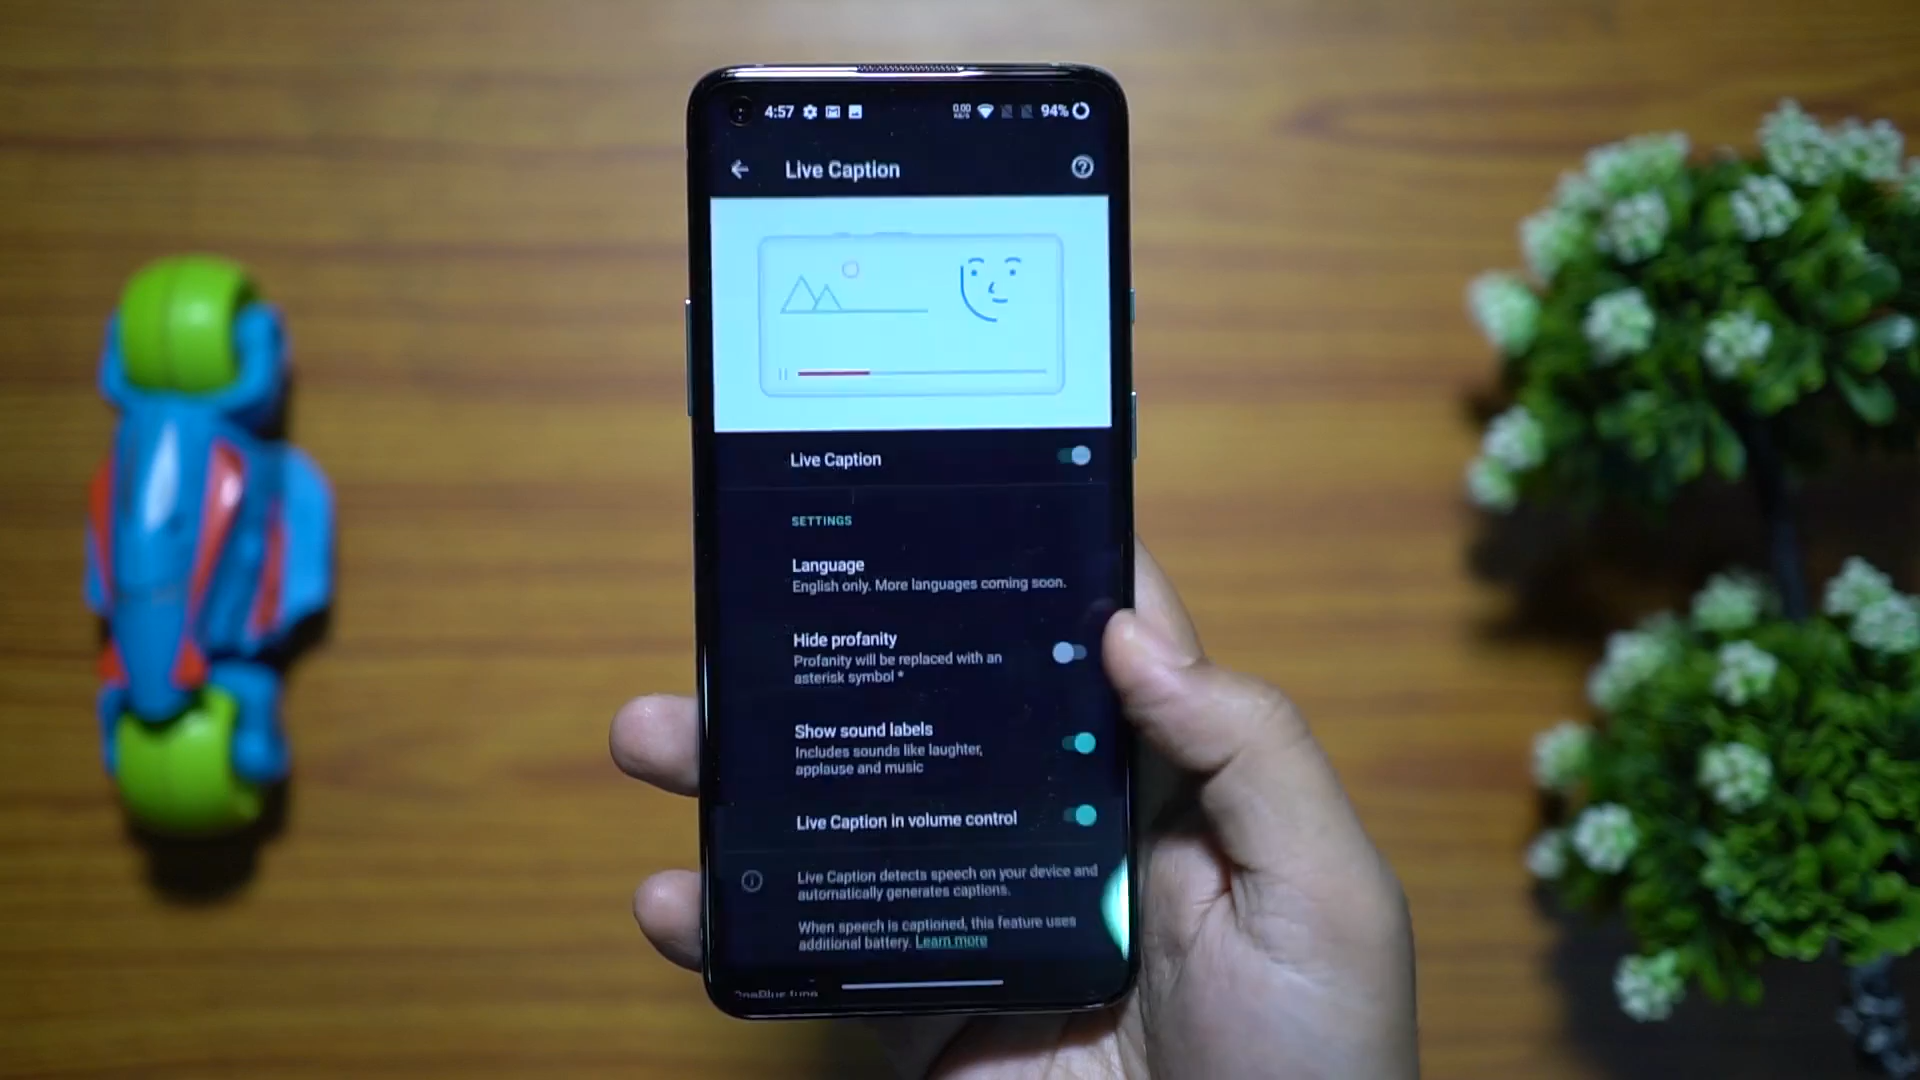 4:57
0.00
KB/S
94%
Live Caption
Live Caption
SETTINGS
Language
English only. More languages coming soon.
Hide profanity
Profanity will be replaced with an
asterisk symbol *
Show sound labels
Includes sounds like laughter,
applause and music
Live Caption in volume control
Live Caption detects speech on your device and
automatically generates captions.
When speech is captioned, this feature uses
additional battery. Learn more